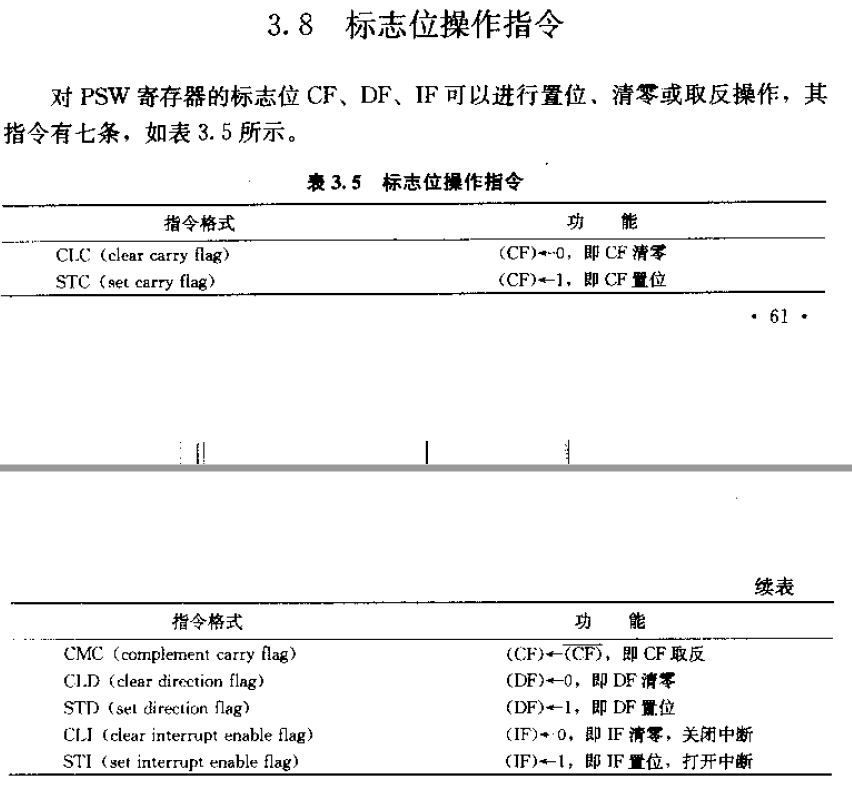 3.8 标志位操作指令
对 PSW 寄存器的标志位 CF、DF、IF 可以进行置位、清零或取反操作，其
指令有七条，如表 3.5 所示。
表 3.5 标志位操作指令
指令格式 功 能
CLC (clear carry flag) (CF)←0，即 CF 清零
STC (set carry flag) (CF)←1，即 CF 置位
· 61 ·
续表
指令格式 功 能
CMC (complement carry flag) (CF)←(C̅F̅)，即 CF 取反
CLD (clear direction flag) (DF)←0，即 DF 清零
STD (set direction flag) (DF)←1，即 DF 置位
CLI (clear interrupt enable flag) (IF)←0，即 IF 清零，关闭中断
STI (set interrupt enable flag) (IF)←1，即 IF 置位，打开中断